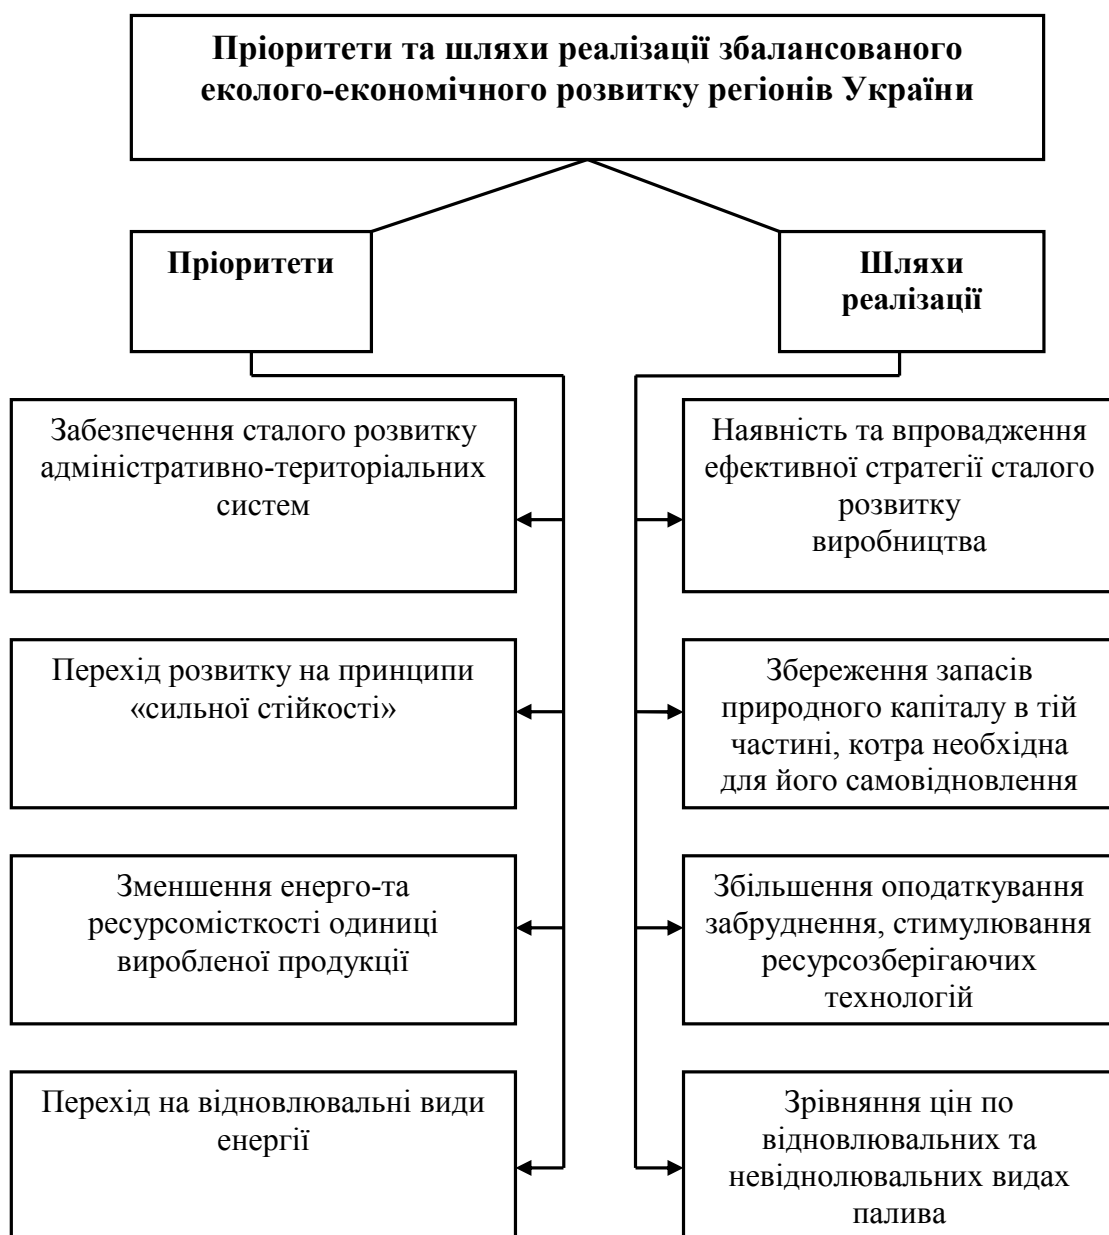 Пріоритети та шляхи реалізації збалансованого
еколого-економічного розвитку регіонів України
Пріоритети
Шляхи
реалізації
Забезпечення сталого розвитку
адміністративно-територіальних
систем
Перехід розвитку на принципи
«сильної стійкості»
Зменшення енерго-та
ресурсомісткості одиниці
виробленої продукції
Перехід на відновлювальні види
енергії
Наявність та впровадження
ефективної стратегії сталого
розвитку
виробництва
Збереження запасів
природного капіталу в тій
частині, котра необхідна
для його самовідновлення
Збільшення оподаткування
забруднення, стимулювання
ресурсозберігаючих
технологій
Зрівняння цін по
відновлювальних та
невіднолювальних видах
палива